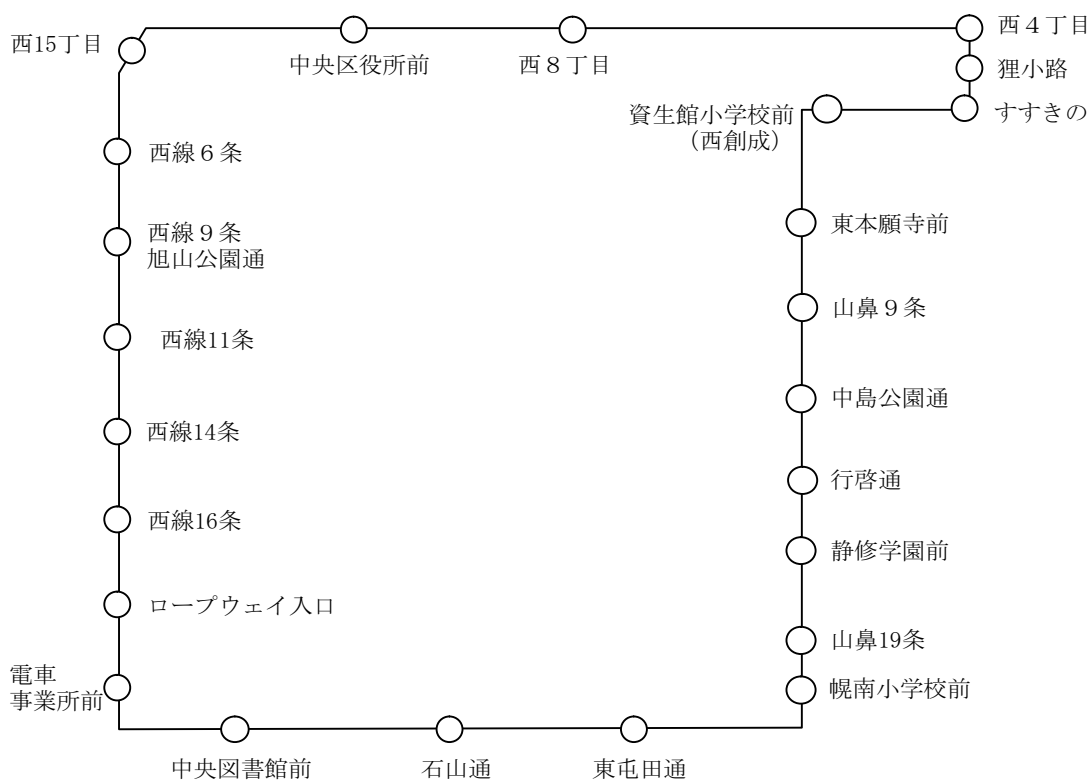 西15丁目
中央区役所前
西８丁目
西４丁目
狸小路
すすきの
資生館小学校前
（西創成）
東本願寺前
山鼻９条
中島公園通
行啓通
静修学園前
山鼻19条
幌南小学校前
東屯田通
石山通
中央図書館前
電車
事業所前
ロープウェイ入口
西線16条
西線14条
西線11条
西線９条
旭山公園通
西線６条